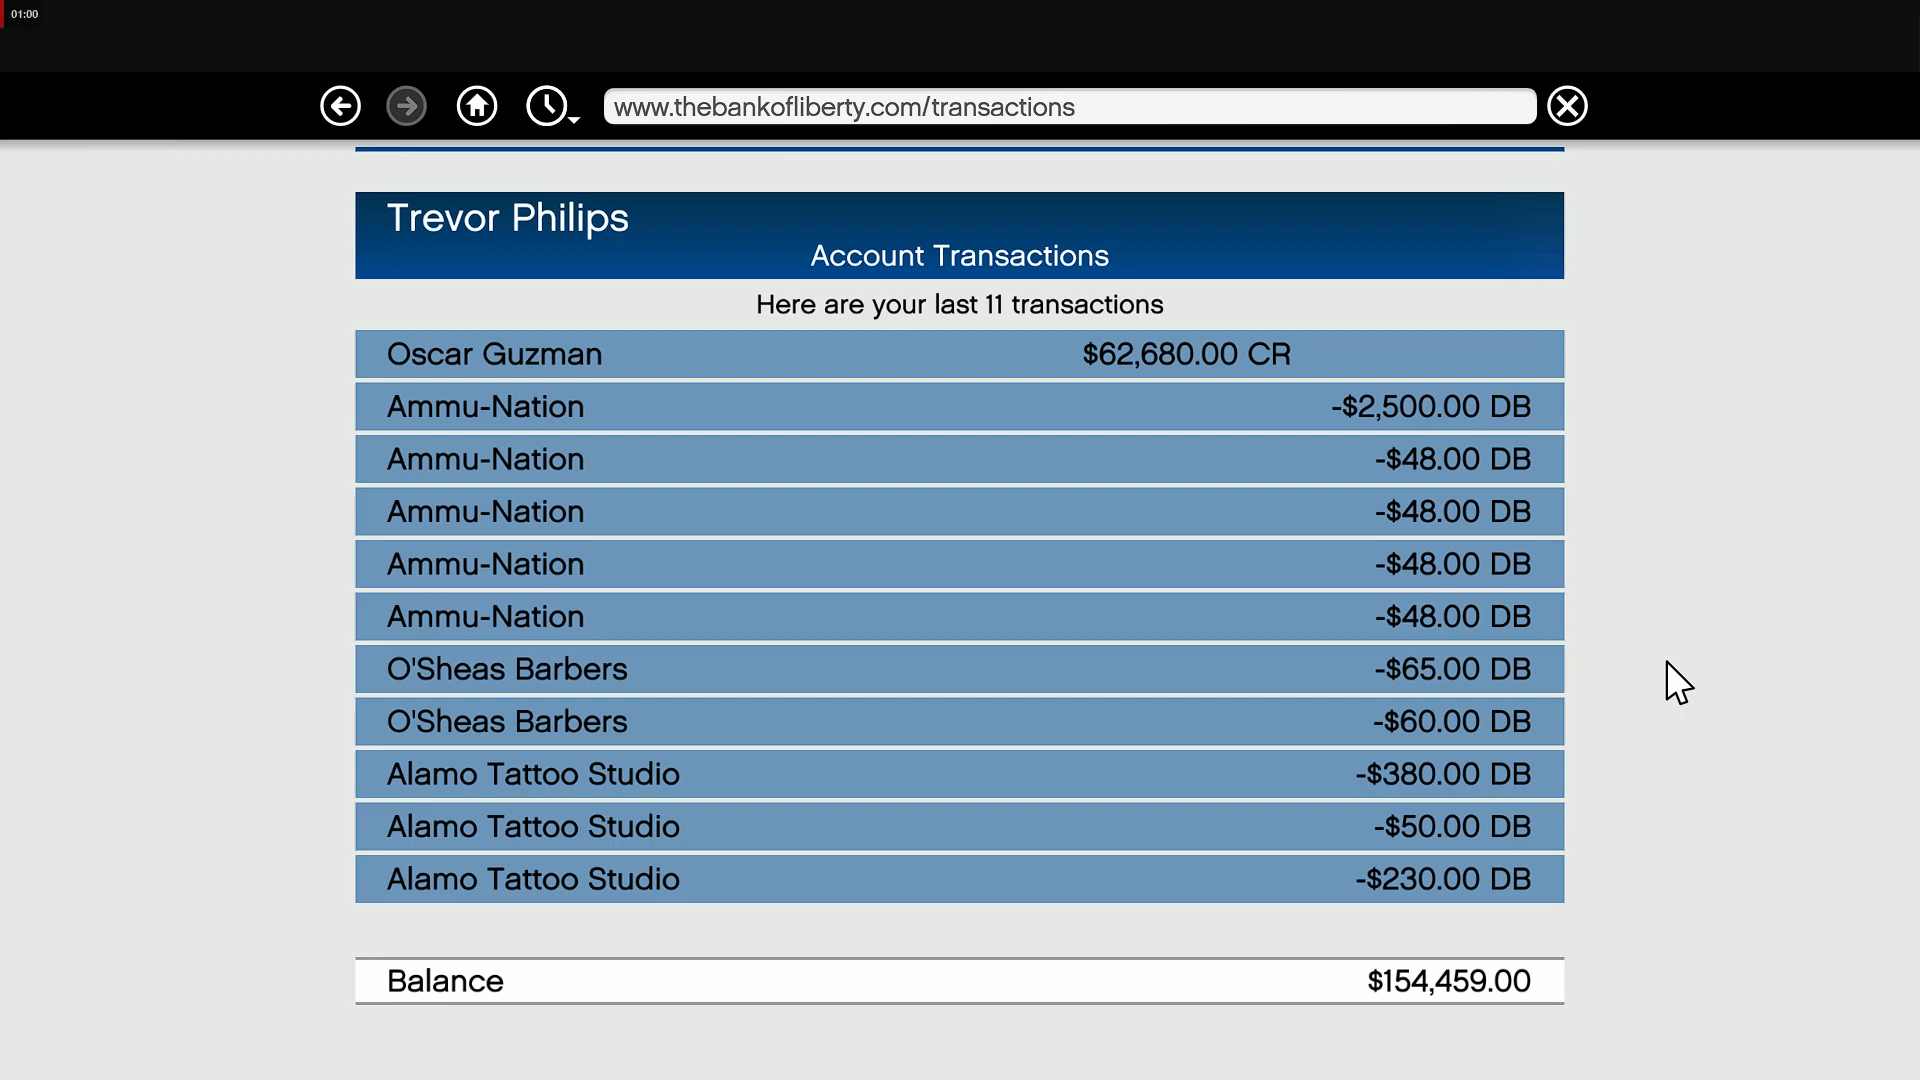 01:00
www.thebankofliberty.com/transactions
Trevor Philips
Account Transactions
Here are your last 11 transactions
Oscar Guzman $62,680.00 CR
Ammu-Nation -$2,500.00 DB
Ammu-Nation -$48.00 DB
Ammu-Nation -$48.00 DB
Ammu-Nation -$48.00 DB
Ammu-Nation -$48.00 DB
O'Sheas Barbers -$65.00 DB
O'Sheas Barbers -$60.00 DB
Alamo Tattoo Studio -$380.00 DB
Alamo Tattoo Studio -$50.00 DB
Alamo Tattoo Studio -$230.00 DB
Balance $154,459.00